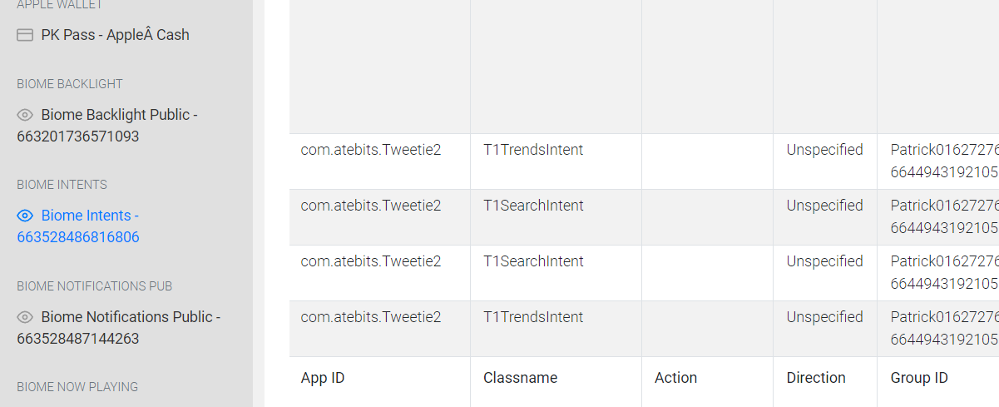 APPLE WALLET
PK Pass - AppleÂ Cash
BIOME BACKLIGHT
Biome Backlight Public -
663201736571093
BIOME INTENTS
Biome Intents -
663528486816806
BIOME NOTIFICATIONS PUB
Biome Notifications Public -
663528487144263
BIOME NOW PLAYING
com.atebits.Tweetie2 T1TrendsIntent Unspecified Patrick01627276
6644943192105
com.atebits.Tweetie2 T1SearchIntent Unspecified Patrick01627276
6644943192105
com.atebits.Tweetie2 T1SearchIntent Unspecified Patrick01627276
6644943192105
com.atebits.Tweetie2 T1TrendsIntent Unspecified Patrick01627276
6644943192105
App ID Classname Action Direction Group ID